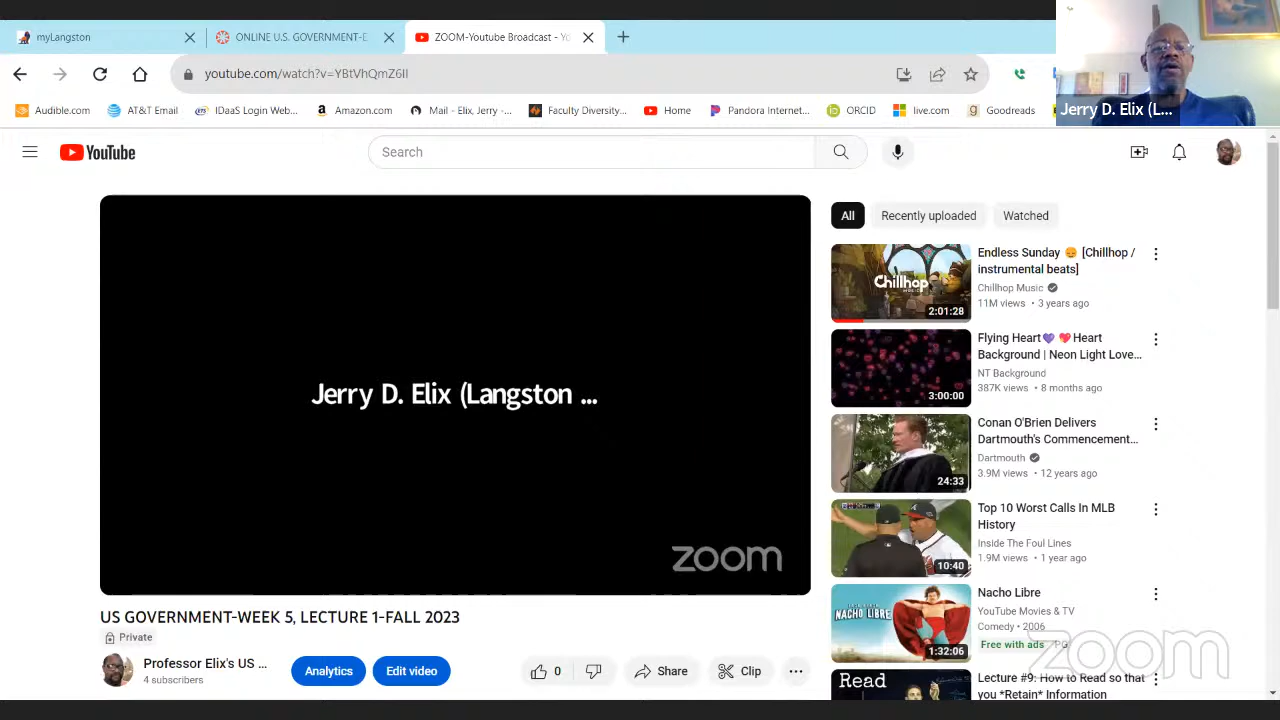 myLangston
ONLINE U.S. GOVERNMENT-E
ZOOM-Youtube Broadcast - Yo
youtube.com/watch?v=YBtVhQmZ6lI
Audible.com
AT&T Email
IDaaS Login Web...
Amazon.com
Mail - Elix Jerry -...
Faculty Diversity...
Home
Pandora Internet...
ORCID
live.com
Goodreads
Jerry D. Elix (L...
YouTube
Search
Jerry D. Elix (Langston ...
zoom
US GOVERNMENT-WEEK 5, LECTURE 1-FALL 2023
Private
Professor Elix's US ...
4 subscribers
Analytics
Edit video
0
Share
Clip
All
Recently uploaded
Watched
Chillhop
MUSIC
2:01:28
Endless Sunday 😌 [Chillhop /
instrumental beats]
Chillhop Music
11M views • 3 years ago
3:00:00
Flying Heart💜 💖Heart
Background | Neon Light Love...
NT Background
387K views • 8 months ago
24:33
Conan O'Brien Delivers
Dartmouth's Commencement...
Dartmouth
3.9M views • 12 years ago
10:40
Top 10 Worst Calls In MLB
History
Inside The Foul Lines
1.9M views • 1 year ago
NACHO LIBRE
1:32:06
Nacho Libre
YouTube Movies & TV
Comedy • 2006
Free with ads
PG
zoom
Read
Lecture #9: How to Read so that
you *Retain* Information